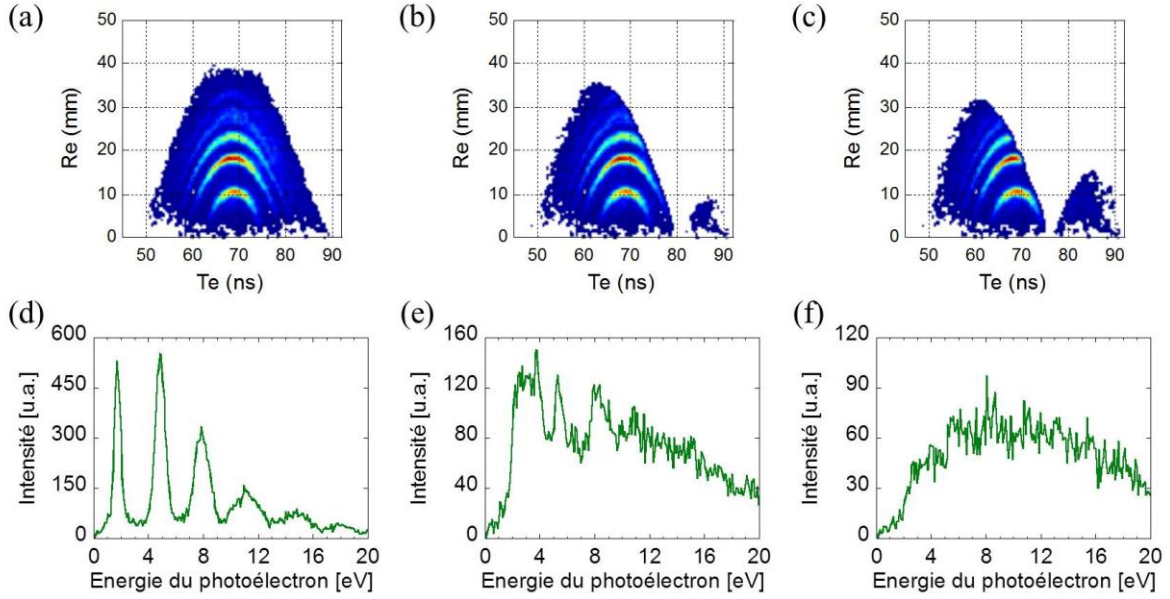 (a)
Re (mm)
50
40
30
20
10
0
50 60 70 80 90
Te (ns)
(b)
Re (mm)
50
40
30
20
10
0
50 60 70 80 90
Te (ns)
(c)
Re (mm)
50
40
30
20
10
0
50 60 70 80 90
Te (ns)
(d)
Intensité [u.a.]
600
450
300
150
0
0 4 8 12 16 20
Energie du photoélectron [eV]
(e)
Intensité [u.a.]
160
120
80
40
0
0 4 8 12 16 20
Energie du photoélectron [eV]
(f)
Intensité [u.a.]
120
90
60
30
0
0 4 8 12 16 20
Energie du photoélectron [eV]